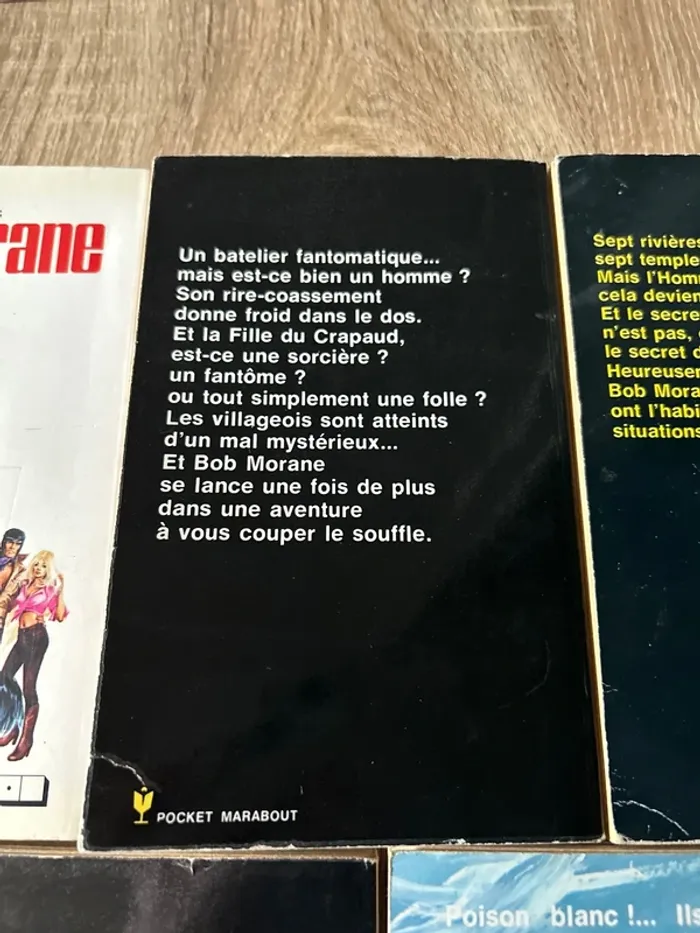 rane
Un batelier fantomatique...
mais est-ce bien un homme ?
Son rire-coassement
donne froid dans le dos.
Et la Fille du Crapaud,
est-ce une sorcière ?
un fantôme ?
ou tout simplement une folle ?
Les villageois sont atteints
d'un mal mystérieux...
Et Bob Morane
se lance une fois de plus
dans une aventure
à vous couper le souffle.
POCKET MARABOUT
Sept rivières
sept temple
Mais l'Hom
cela devien
Et le secre
n'est pas,
le secret d
Heureuser
Bob Mora
ont l'habi
situations
Poison blanc !... Ils